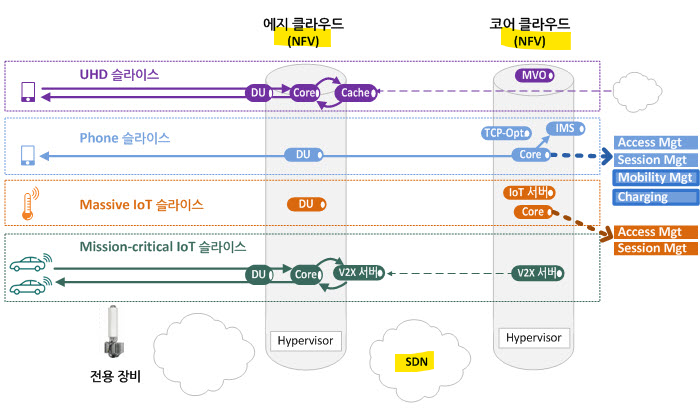 에지 클라우드
(NFV)
코어 클라우드
(NFV)
UHD 슬라이스
DU
Core
Cache
MVO
Phone 슬라이스
DU
TCP-Opt
IMS
Core
Access Mgt
Session Mgt
Mobility Mgt
Charging
Massive IoT 슬라이스
DU
IoT 서버
Core
Access Mgt
Session Mgt
Mission-critical IoT 슬라이스
DU
Core
V2X 서버
V2X 서버
Hypervisor
Hypervisor
SDN
전용 장비